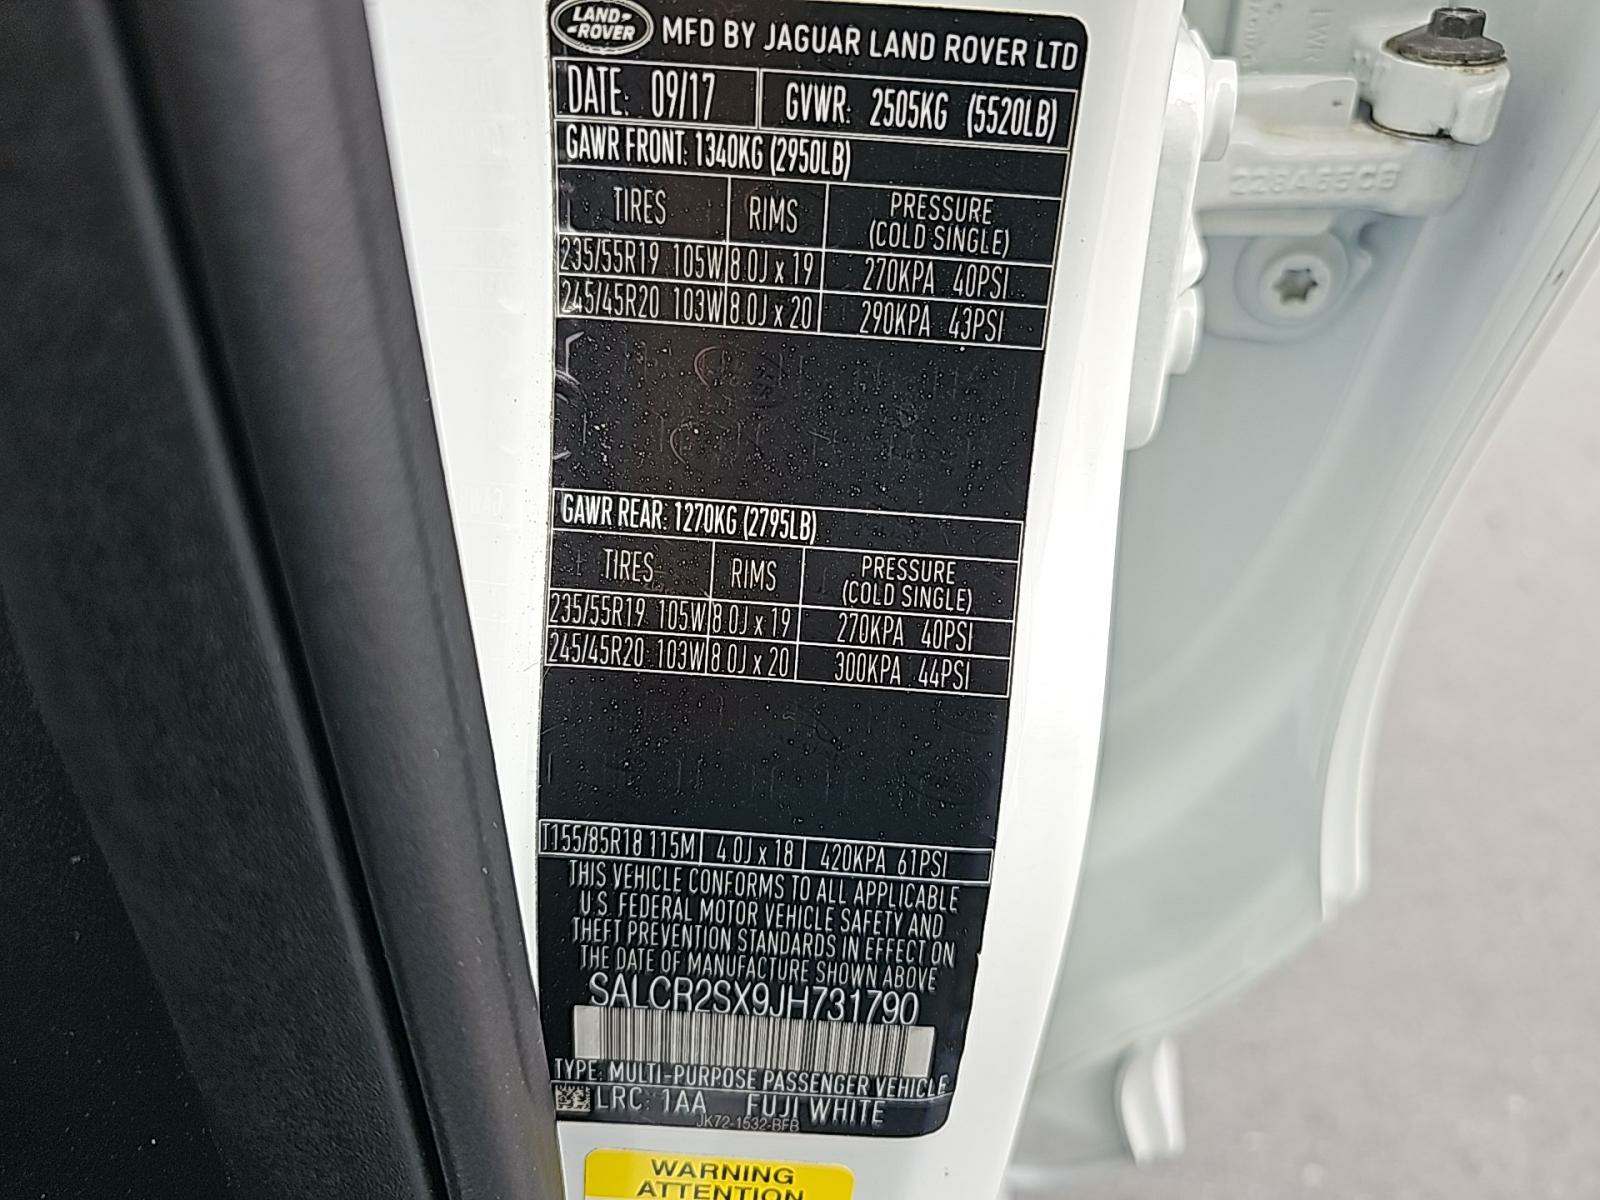 LAND-
-ROVER
MFD BY JAGUAR LAND ROVER LTD
DATE: 09/17 GVWR: 2505KG (5520LB)
GAWR FRONT: 1340KG (2950LB)
TIRES RIMS PRESSURE
(COLD SINGLE)
235/55R19 105W 8.0J x 19 270KPA 40PSI
245/45R20 103W 8.0J x 20 290KPA 43PSI
GAWR REAR: 1270KG (2795LB)
TIRES RIMS PRESSURE
(COLD SINGLE)
235/55R19 105W 8.0J x 19 270KPA 40PSI
245/45R20 103W 8.0J x 20 300KPA 44PSI
T155/85R18 115M 4.0J x 18 420KPA 61PSI
THIS VEHICLE CONFORMS TO ALL APPLICABLE
U.S. FEDERAL MOTOR VEHICLE SAFETY AND
THEFT PREVENTION STANDARDS IN EFFECT ON
THE DATE OF MANUFACTURE SHOWN ABOVE
SALCR2SX9JH731790
TYPE: MULTI-PURPOSE PASSENGER VEHICLE
LRC: 1AA FUJI WHITE
JK72-1532-BFB
WARNING
ATTENTION